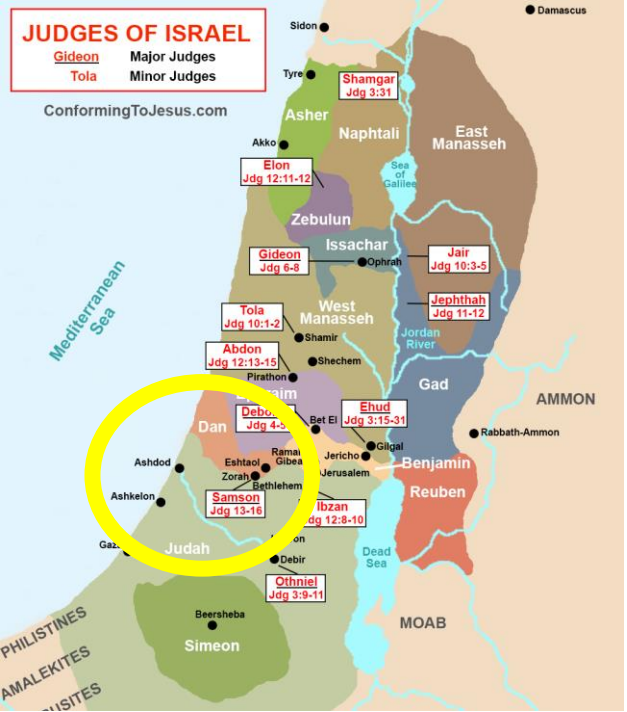 JUDGES OF ISRAEL
Gideon Major Judges
Tola Minor Judges
ConformingToJesus.com
Damascus
Sidon
Tyre
Shamgar
Jdg 3:31
Asher
Naphtali
East
Manasseh
Akko
Elon
Jdg 12:11-12
Sea
of
Galilee
Zebulun
Issachar
Gideon
Jdg 6-8
Ophrah
Jair
Jdg 10:3-5
Mediterranean
Sea
West
Manasseh
Jephthah
Jdg 11-12
Tola
Jdg 10:1-2
Shamir
Jordan
River
Abdon
Jdg 12:13-15
Shechem
Pirathon
Gad
AMMON
Dan
Jdg 4-5
Bet El
Ehud
Jdg 3:15-31
Rabbath-Ammon
Gilgal
Jericho
Benjamin
Ashdod
Eshtaol
Zorah
Jerusalem
Bethlehem
Reuben
Ashkelon
Samson
Jdg 13-16
Ibzan
Jdg 12:8-10
Judah
Debir
Dead
Sea
Othniel
Jdg 3:9-11
Beersheba
Simeon
MOAB
PHILISTINES
AMALEKITES